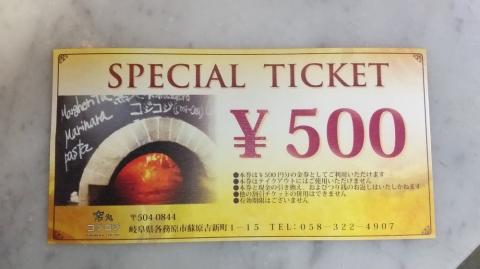 SPECIAL TICKET
Margherita
Marinara
pasta
コジコジ
¥500
●本券は¥500円分の金券としてご利用いただけます
●本券はテイクアウトにはご使用いただけません
●本券と現金の引き換え、およびつり銭のお返しはいたしかねます
●他の割引チケットの併用はできません
●有効期限はございません
コジコジ
〒504-0844
岐阜県各務原市蘇原吉新町1-15 TEL:058-322-4907